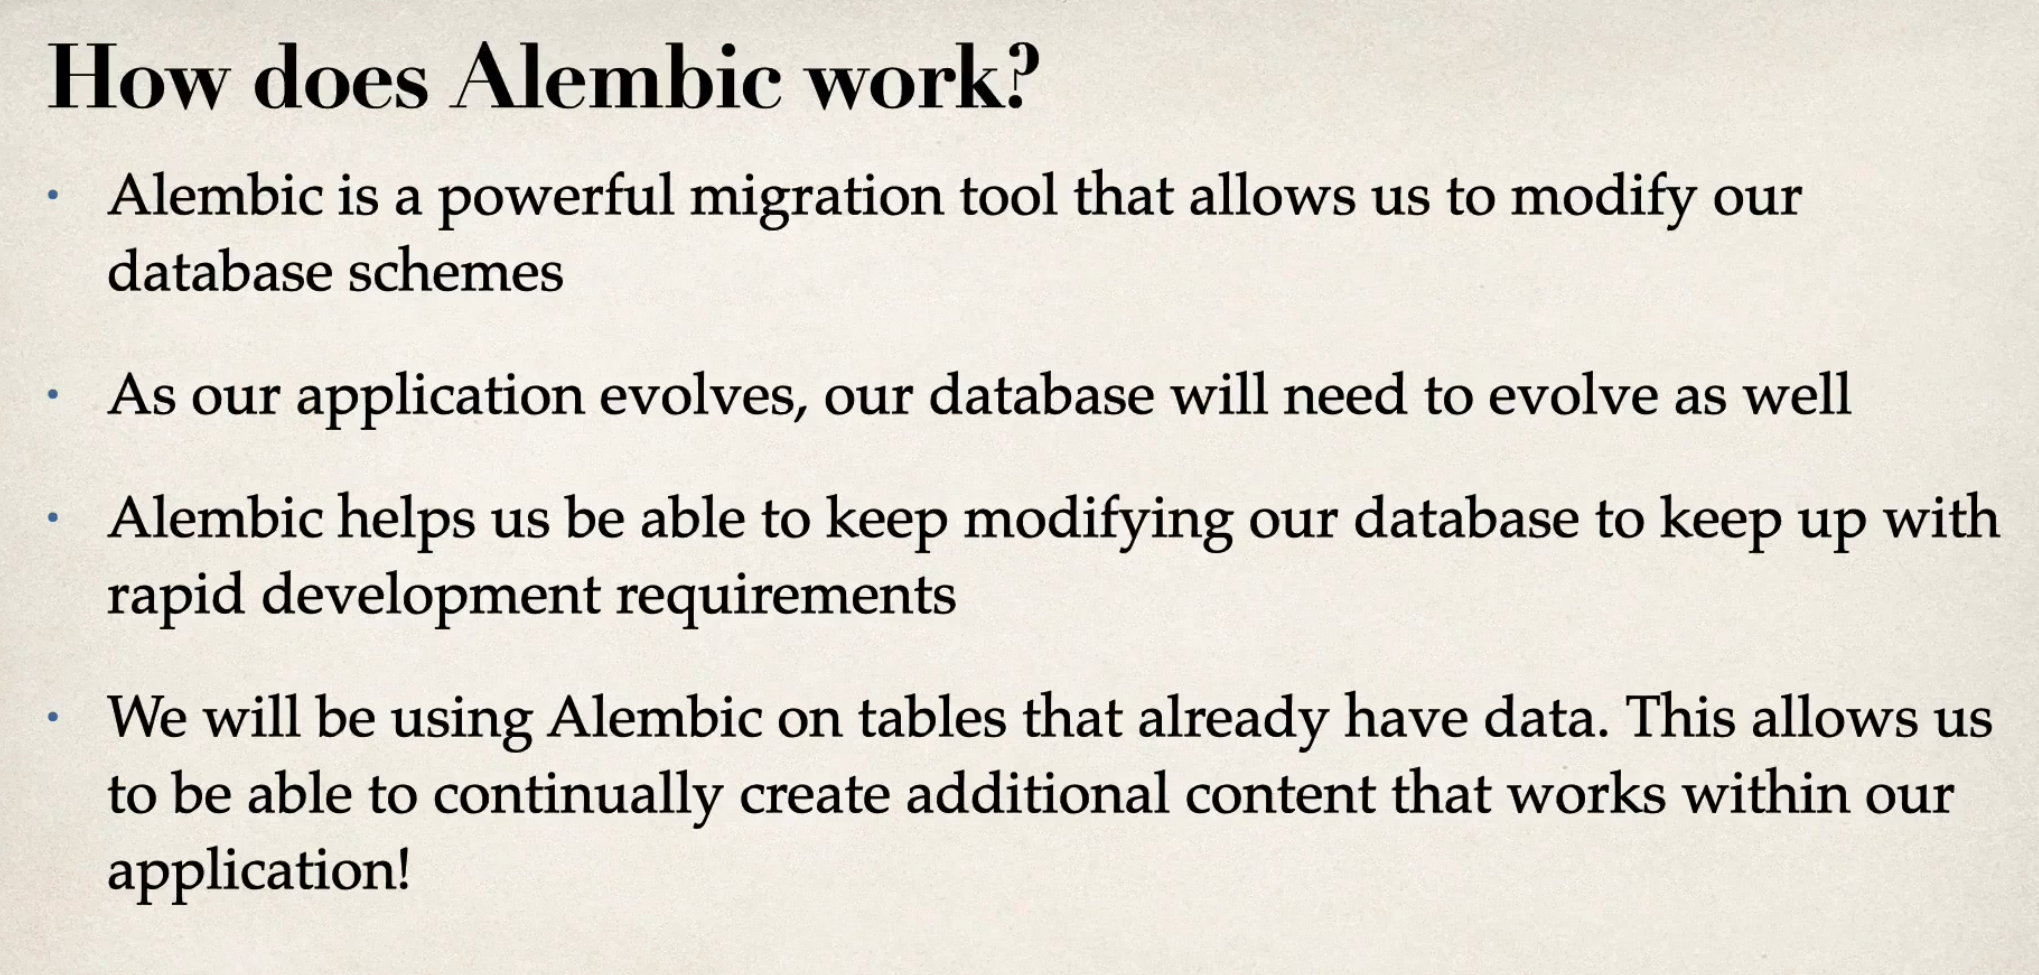 How does Alembic work?
• Alembic is a powerful migration tool that allows us to modify our
database schemes
• As our application evolves, our database will need to evolve as well
• Alembic helps us be able to keep modifying our database to keep up with
rapid development requirements
• We will be using Alembic on tables that already have data. This allows us
to be able to continually create additional content that works within our
application!